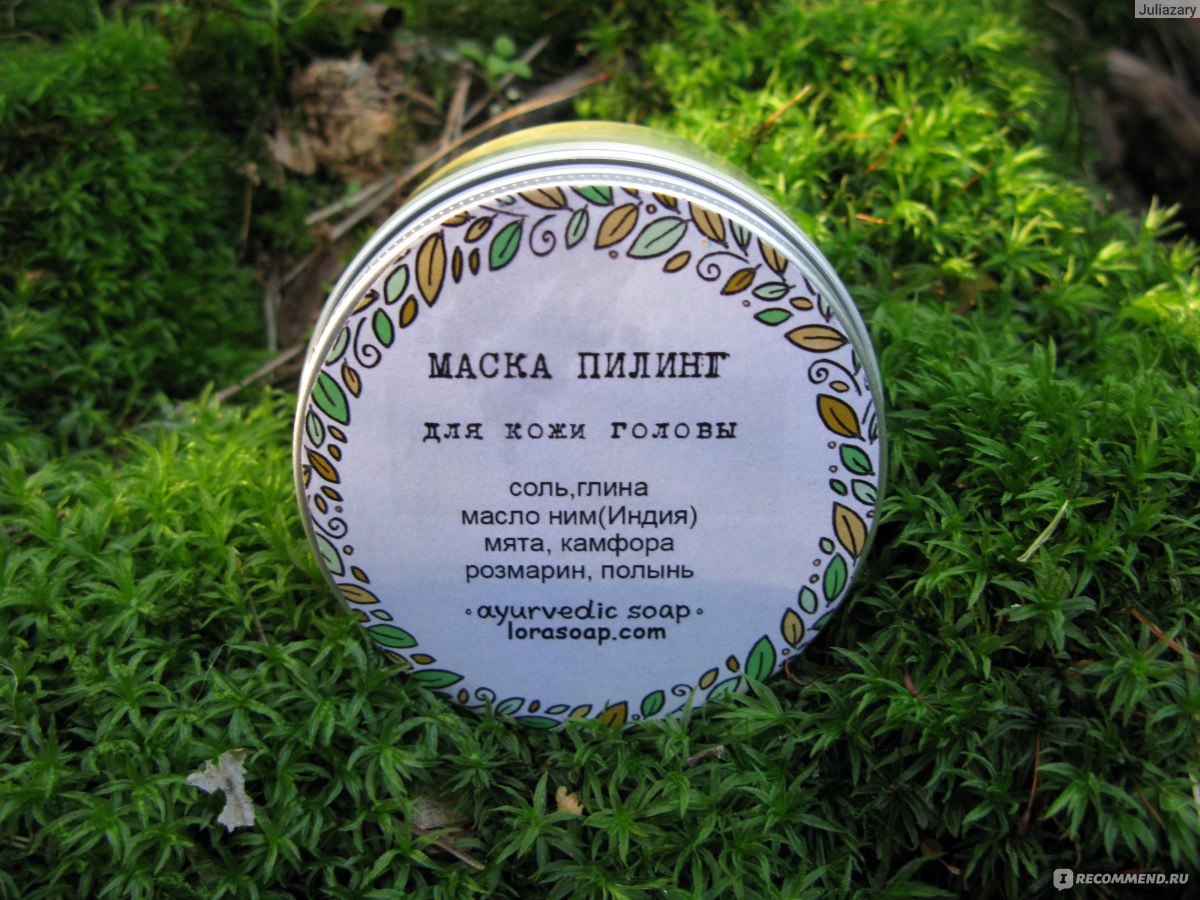 Juliazary
МАСКА ПИЛИНГ
ДЛЯ КОЖИ ГОЛОВЫ
соль,глина
масло ним(Индия)
мята, камфора
розмарин, полынь
ayurvedic soap
lorasoap.com
IRECOMMEND.RU